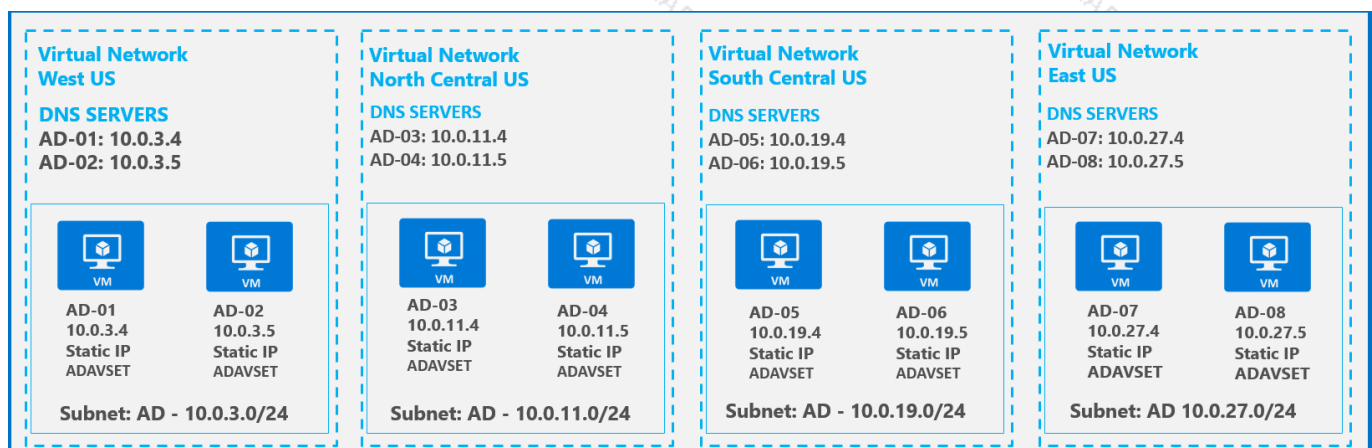 Virtual Network
West US
DNS SERVERS
AD-01: 10.0.3.4
AD-02: 10.0.3.5
VM
VM
AD-01
10.0.3.4
Static IP
ADAVSET
AD-02
10.0.3.5
Static IP
ADAVSET
Subnet: AD - 10.0.3.0/24
Virtual Network
North Central US
DNS SERVERS
AD-03: 10.0.11.4
AD-04: 10.0.11.5
VM
VM
AD-03
10.0.11.4
Static IP
ADAVSET
AD-04
10.0.11.5
Static IP
ADAVSET
Subnet: AD - 10.0.11.0/24
Virtual Network
South Central US
DNS SERVERS
AD-05: 10.0.19.4
AD-06: 10.0.19.5
VM
VM
AD-05
10.0.19.4
Static IP
ADAVSET
AD-06
10.0.19.5
Static IP
ADAVSET
Subnet: AD - 10.0.19.0/24
Virtual Network
East US
DNS SERVERS
AD-07: 10.0.27.4
AD-08: 10.0.27.5
VM
VM
AD-07
10.0.27.4
Static IP
ADAVSET
AD-08
10.0.27.5
Static IP
ADAVSET
Subnet: AD 10.0.27.0/24